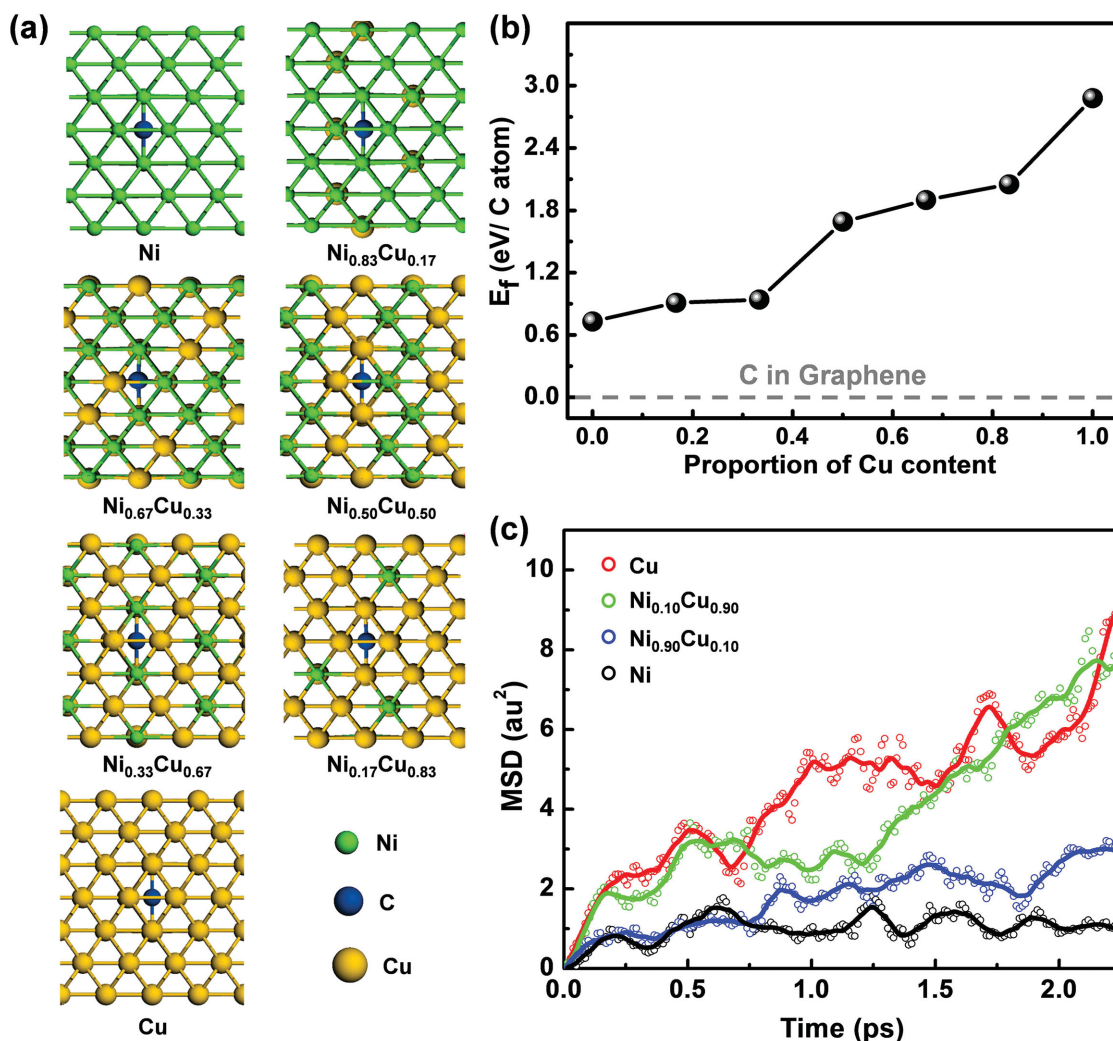 (a)
Ni
Ni0.83Cu0.17
Ni0.67Cu0.33
Ni0.50Cu0.50
Ni0.33Cu0.67
Ni0.17Cu0.83
Cu
Ni
C
Cu
(b)
Ef (eV/ C atom)
3.0
2.4
1.8
1.2
0.6
0.0
C in Graphene
0.0 0.2 0.4 0.6 0.8 1.0
Proportion of Cu content
(c)
MSD (au²)
10
8
6
4
2
0
Cu
Ni0.10Cu0.90
Ni0.90Cu0.10
Ni
0.0 0.5 1.0 1.5 2.0
Time (ps)